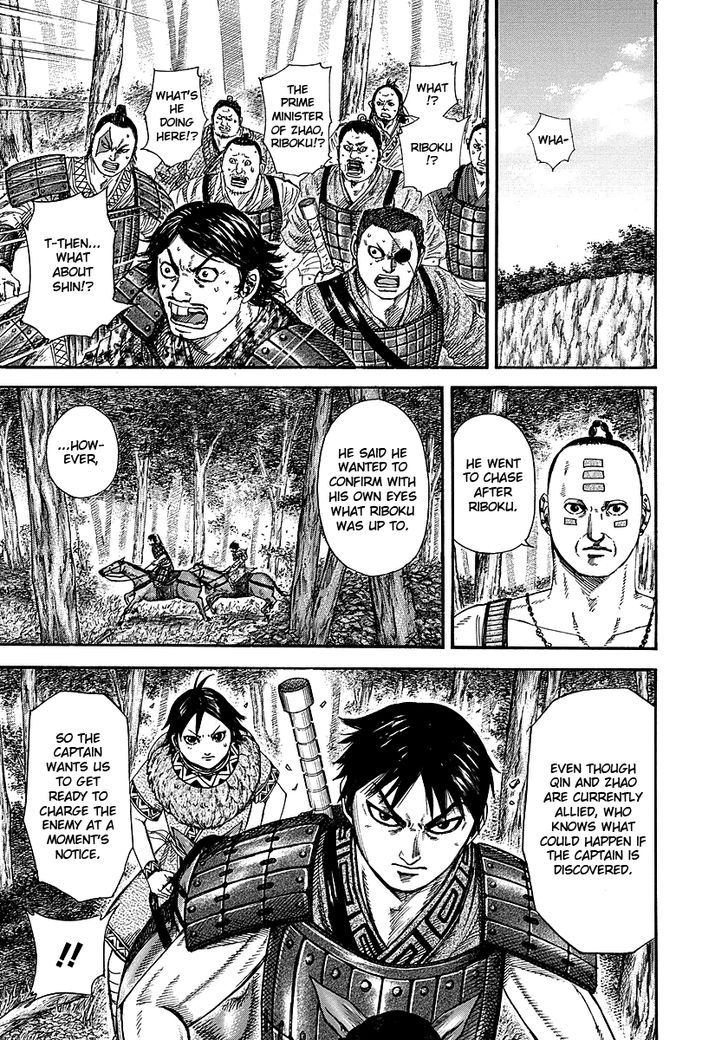 WHA-
WHAT
!?
RIBOKU
!?
THE
PRIME
MINISTER
OF ZHAO,
RIBOKU!?
WHAT'S
HE
DOING
HERE!?
T-THEN...
WHAT
ABOUT
SHIN!?
HE WENT
TO CHASE
AFTER
RIBOKU.
HE SAID HE
WANTED TO
CONFIRM WITH
HIS OWN EYES
WHAT RIBOKU
WAS UP TO.
...HOW-
EVER,
EVEN THOUGH
QIN AND ZHAO
ARE CURRENTLY
ALLIED, WHO
KNOWS WHAT
COULD HAPPEN IF
THE CAPTAIN IS
DISCOVERED.
SO THE
CAPTAIN
WANTS US
TO GET
READY TO
CHARGE THE
ENEMY AT A
MOMENT'S
NOTICE.
!!